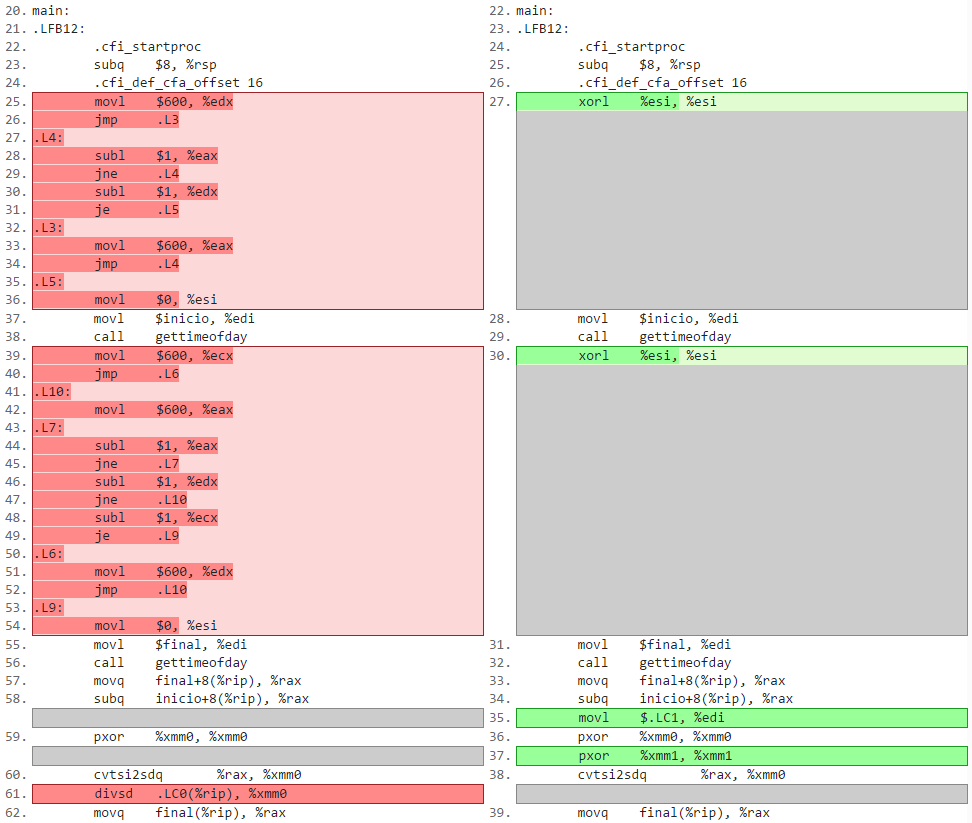 20. main:
21. .LFB12:
22. .cfi_startproc
23. subq $8, %rsp
24. .cfi_def_cfa_offset 16
25. movl $600, %edx
26. jmp .L3
27. .L4:
28. subl $1, %eax
29. jne .L4
30. subl $1, %edx
31. je .L5
32. .L3:
33. movl $600, %eax
34. jmp .L4
35. .L5:
36. movl $0, %esi
37. movl $inicio, %edi
38. call gettimeofday
39. movl $600, %ecx
40. jmp .L6
41. .L10:
42. movl $600, %eax
43. .L7:
44. subl $1, %eax
45. jne .L7
46. subl $1, %edx
47. jne .L10
48. subl $1, %ecx
49. je .L9
50. .L6:
51. movl $600, %edx
52. jmp .L10
53. .L9:
54. movl $0, %esi
55. movl $final, %edi
56. call gettimeofday
57. movq final+8(%rip), %rax
58. subq inicio+8(%rip), %rax
59. pxor %xmm0, %xmm0
60. cvtsi2sdq %rax, %xmm0
61. divsd .LC0(%rip), %xmm0
62. movq final(%rip), %rax
22. main:
23. .LFB12:
24. .cfi_startproc
25. subq $8, %rsp
26. .cfi_def_cfa_offset 16
27. xorl %esi, %esi
28. movl $inicio, %edi
29. call gettimeofday
30. xorl %esi, %esi
31. movl $final, %edi
32. call gettimeofday
33. movq final+8(%rip), %rax
34. subq inicio+8(%rip), %rax
35. movl $.LC1, %edi
36. pxor %xmm0, %xmm0
37. pxor %xmm1, %xmm1
38. cvtsi2sdq %rax, %xmm0
39. movq final(%rip), %rax